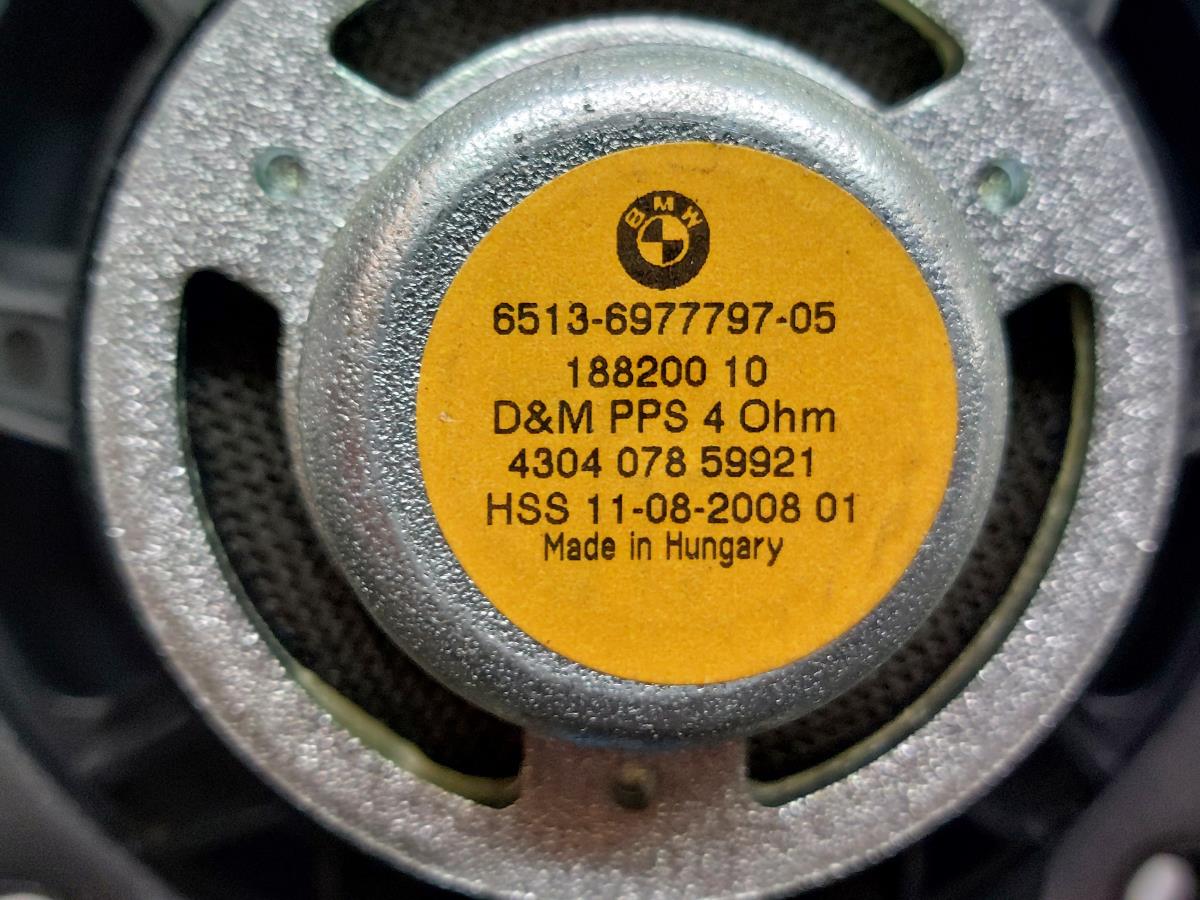 BMW
6513-6977797-05
188200 10
D&M PPS 4 Ohm
4304 078 59921
HSS 11-08-2008 01
Made in Hungary